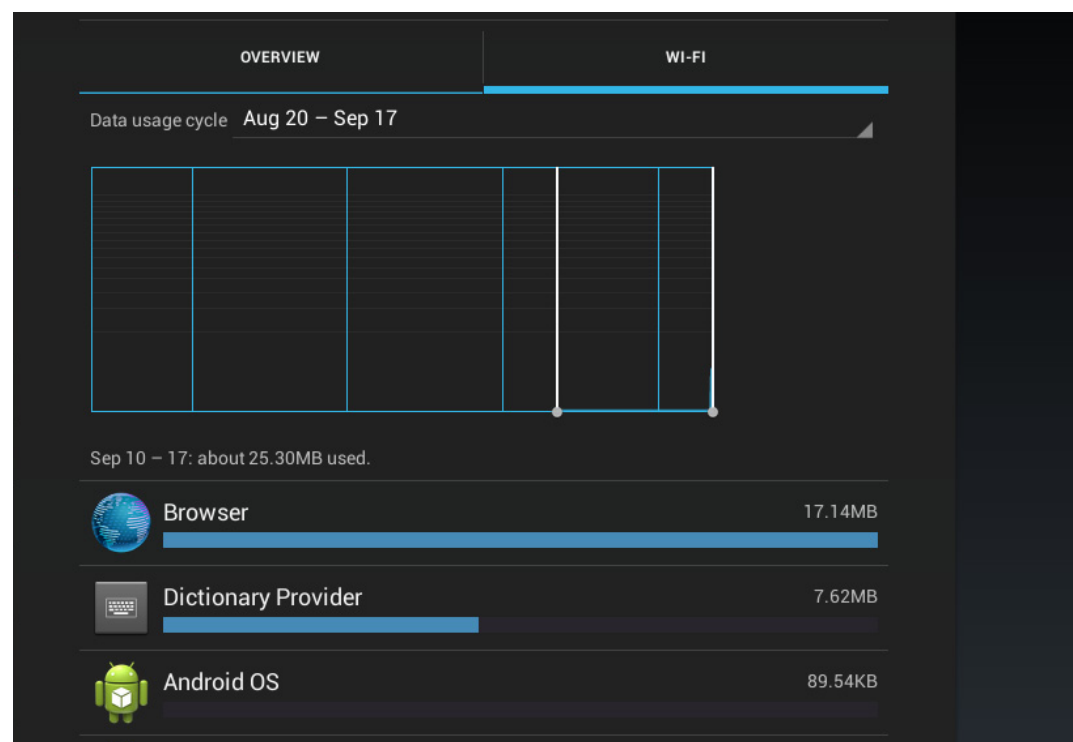 OVERVIEW WI-FI
Data usage cycle Aug 20 – Sep 17
Sep 10 – 17: about 25.30MB used.
Browser 17.14MB
Dictionary Provider 7.62MB
Android OS 89.54KB